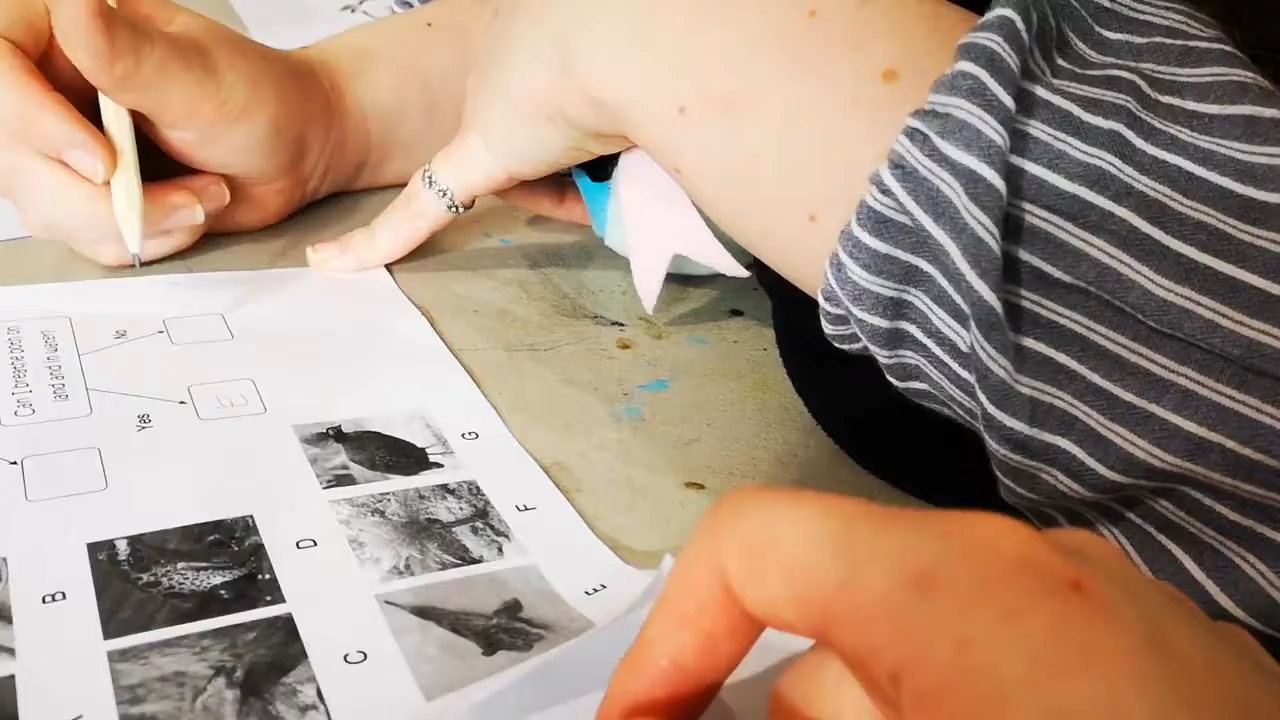 Can I breathe both on
land and in water?
Yes
No
E
B
C
D
E
F
G